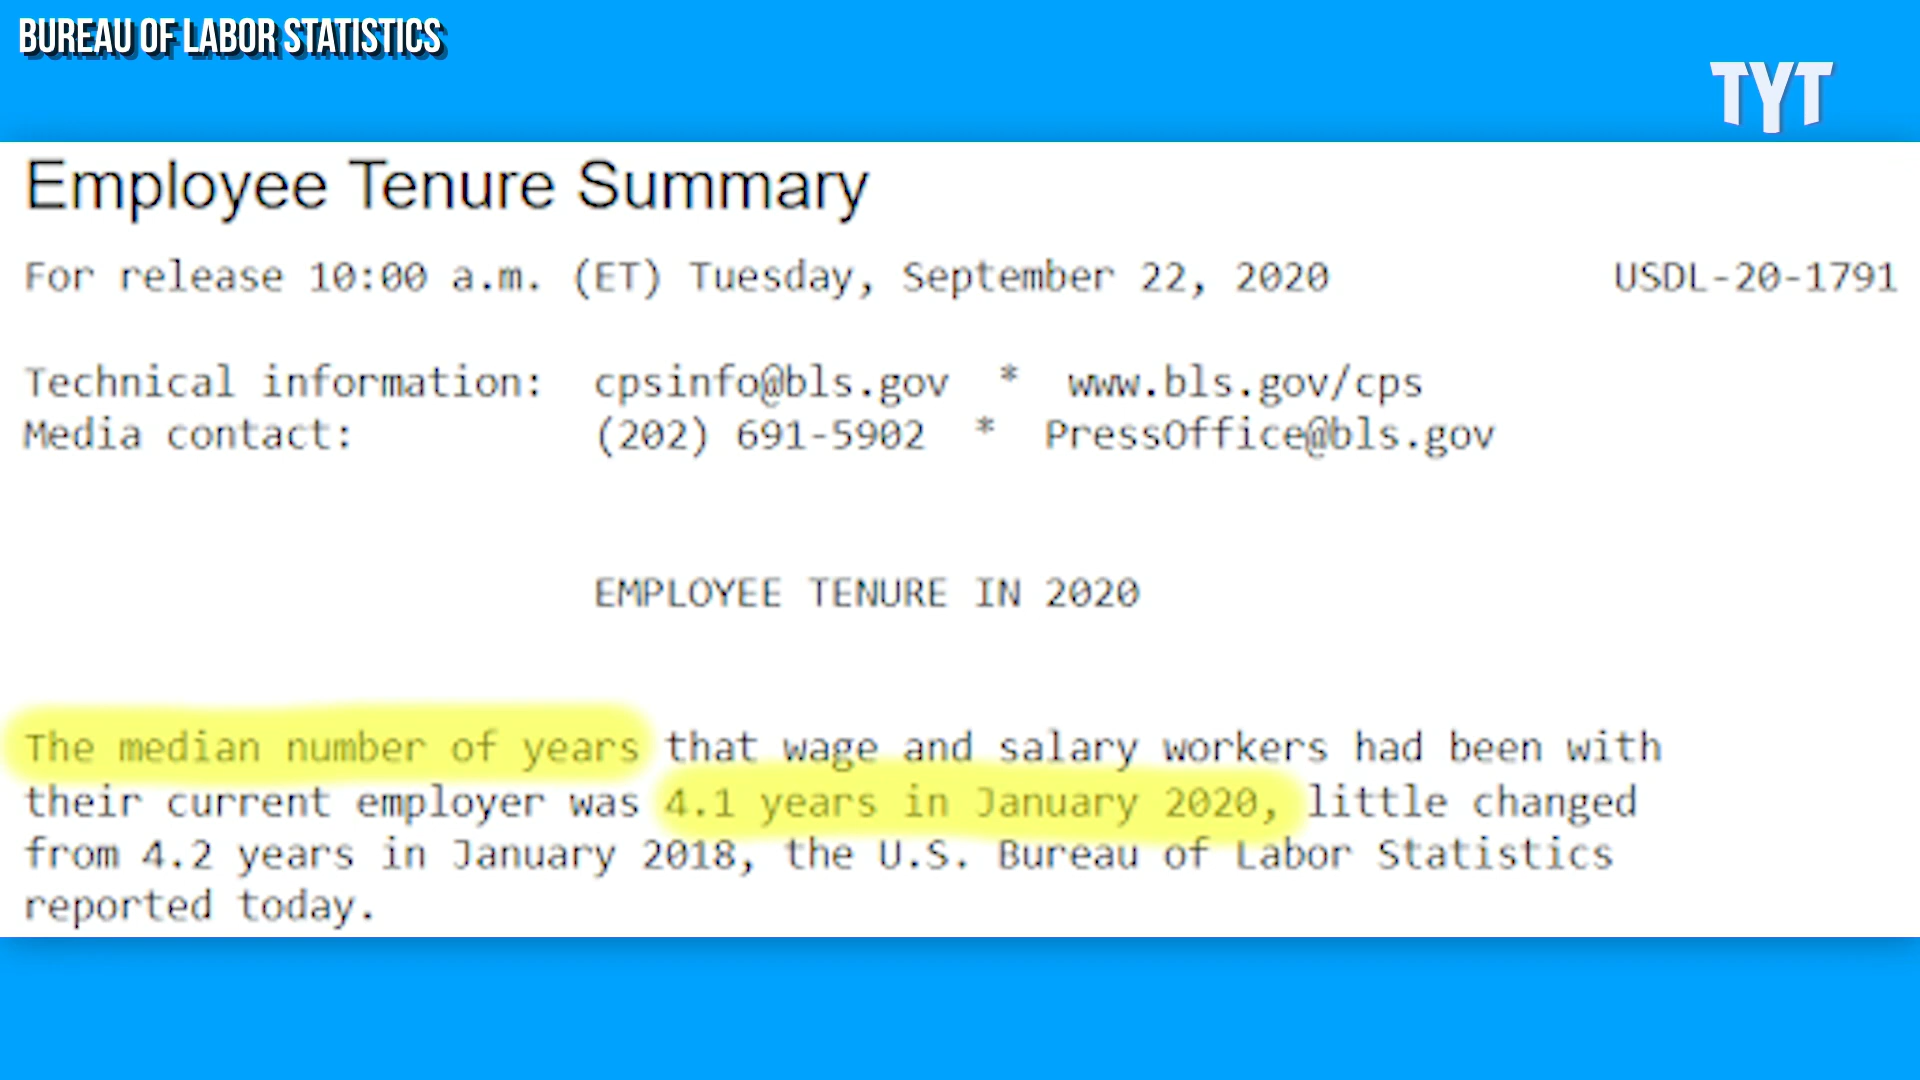 BUREAU OF LABOR STATISTICS
TYT
Employee Tenure Summary
For release 10:00 a.m. (ET) Tuesday, September 22, 2020 USDL-20-1791
Technical information: cpsinfo@bls.gov * www.bls.gov/cps
Media contact: (202) 691-5902 * PressOffice@bls.gov
EMPLOYEE TENURE IN 2020
The median number of years that wage and salary workers had been with
their current employer was 4.1 years in January 2020, little changed
from 4.2 years in January 2018, the U.S. Bureau of Labor Statistics
reported today.